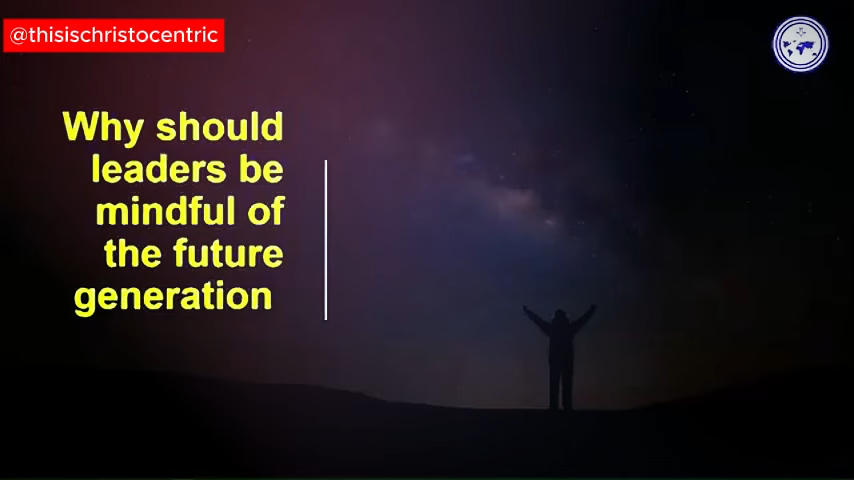 @thisischristocentric
Why should
leaders be
mindful of
the future
generation